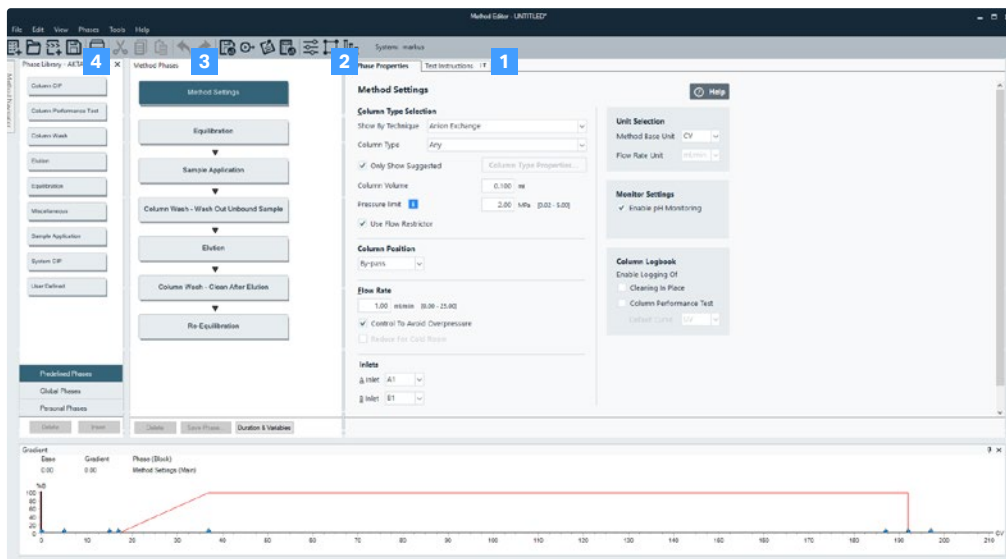 Method Editor - UNTITLED*
File Edit View Phases Tools Help
System: markus
4 3 2 1
Phase Library - AKTA
Column CIP
Column Performance Test
Column Wash
Elution
Equilibration
Miscellaneous
Sample Application
System CIP
User Defined
Predefined Phases
Global Phases
Personal Phases
Delete Insert
Method Phases
Method Settings
Equilibration
Sample Application
Column Wash - Wash Out Unbound Sample
Elution
Column Wash - Clean After Elution
Re-Equilibration
Delete Save Phase... Duration & Variables
Phase Properties Text Instructions
Method Settings
Help
Column Type Selection
Show By Technique Anion Exchange
Column Type Any
Only Show Suggested Column Type Properties...
Column Volume 0.100 ml
Pressure limit 2.00 MPa [0.02 - 5.00]
Use Flow Restrictor
Column Position
By-pass
Flow Rate
1.00 ml/min [0.00 - 25.00]
Control To Avoid Overpressure
Reduce For Cold Room
Inlets
A Inlet A1
B Inlet B1
Unit Selection
Method Base Unit CV
Flow Rate Unit ml/min
Monitor Settings
Enable pH Monitoring
Column Logbook
Enable Logging Of
Cleaning In Place
Column Performance Test
Default Curve UV
Gradient
Base Gradient Phase (Block)
0.00 0.00 Method Settings (Main)
%B
100
80
60
40
20
0
0 10 20 30 40 50 60 70 80 90 100 110 120 130 140 150 160 170 180 190 200 210